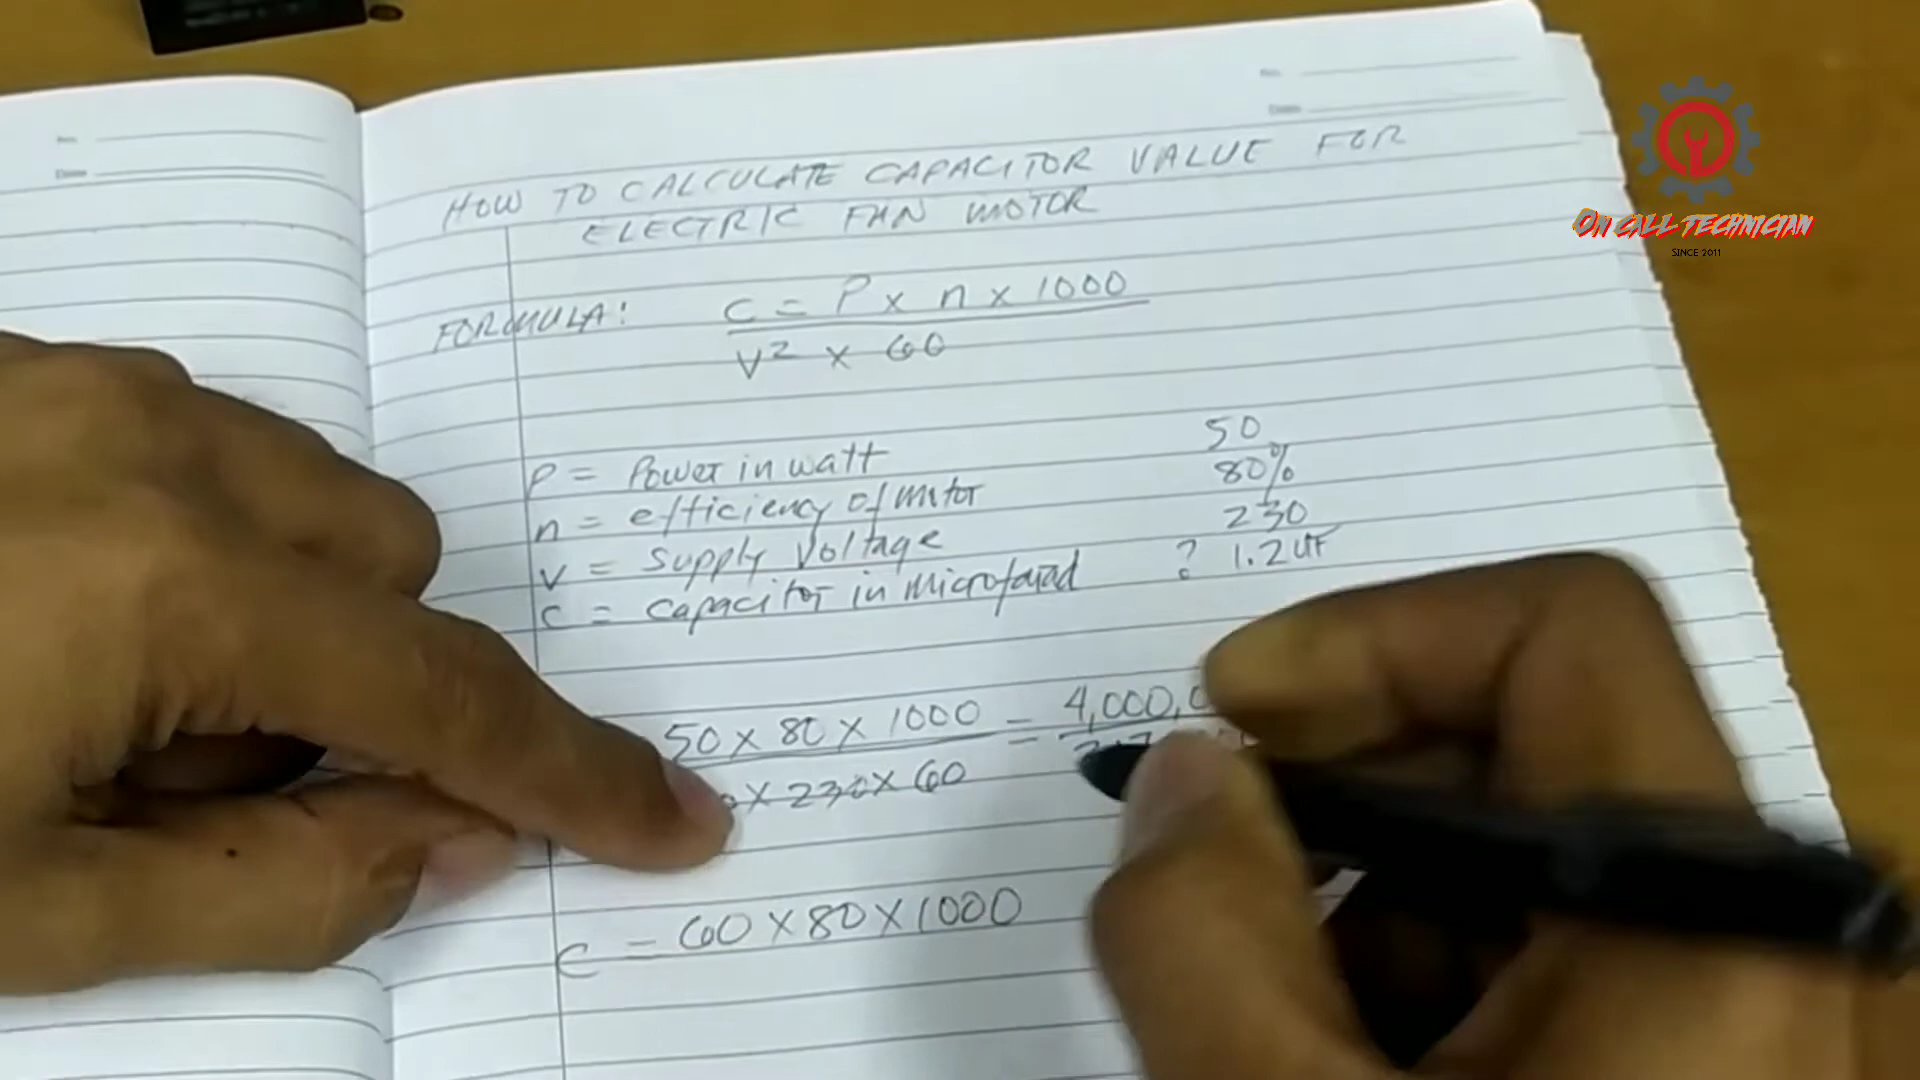 HOW TO CALCULATE CAPACITOR VALUE FOR
ELECTRIC FAN MOTOR
FORMULA: C = P x n x 1000
V² x 60
P = Power in watt 50
n = efficiency of motor 80%
V = Supply Voltage 230
C = Capacitor in microfarad ? 1.2 uF
50 x 80 x 1000 = 4,000,
x 230 x 60
C = 60 x 80 x 1000
ON CALL TECHNICIAN
SINCE 2011